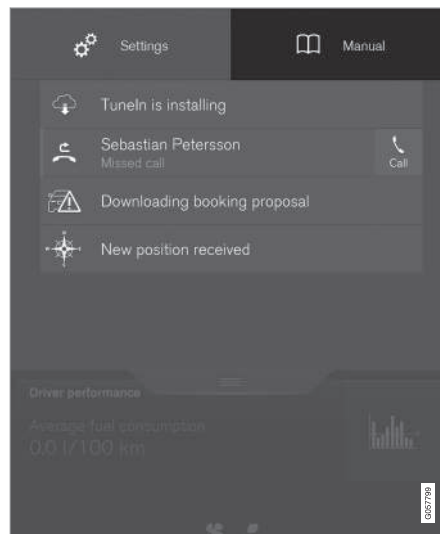 Settings
Manual
TuneIn is installing
Sebastian Petersson
Missed call
Call
Downloading booking proposal
New position received
Driver performance
Average fuel consumption
0.0 l/100 km
G057799